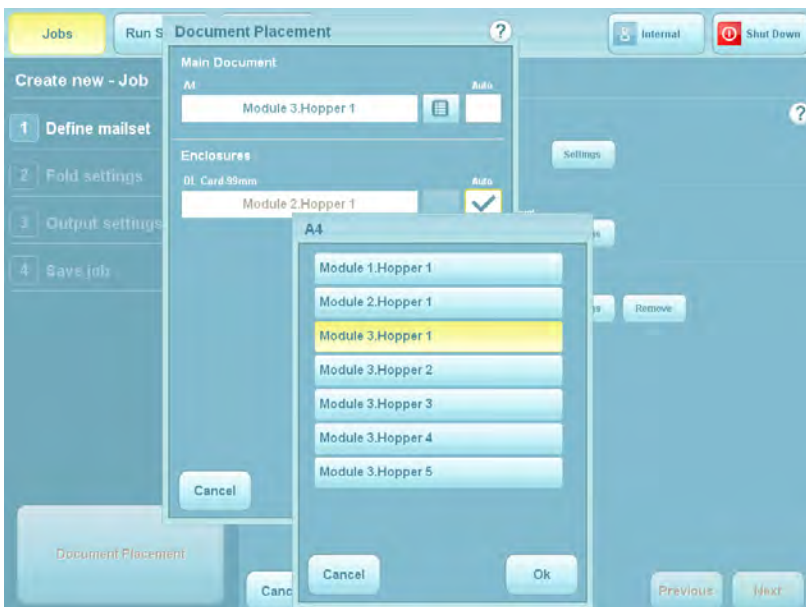 Jobs
Run S
Document Placement
?
Internal
Shut Down
Create new - Job
Main Document
A4
Auto
Module 3.Hopper 1
?
1 Define mailset
Enclosures
Settings
2 Fold settings
DL Card 99mm
Auto
Module 2.Hopper 1
3 Output settings
A4
4 Save job
Module 1.Hopper 1
Module 2.Hopper 1
Remove
Module 3.Hopper 1
Module 3.Hopper 2
Module 3.Hopper 3
Module 3.Hopper 4
Module 3.Hopper 5
Cancel
Document Placement
Cancel
Ok
Canc
Previous
Next